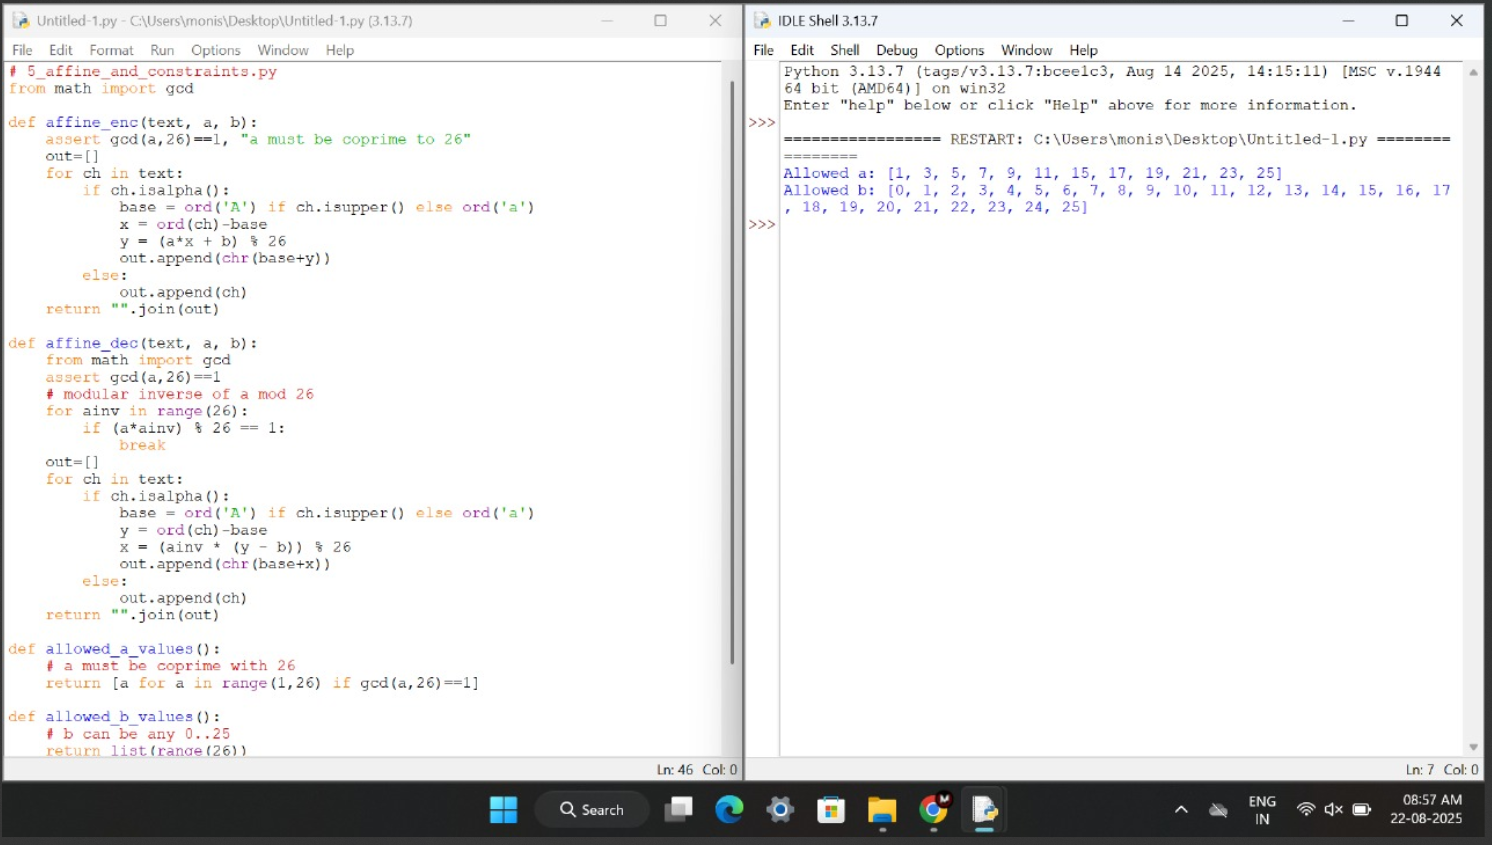 Untitled-1.py - C:\Users\monis\Desktop\Untitled-1.py (3.13.7)
File Edit Format Run Options Window Help
# 5_affine_and_constraints.py
from math import gcd

def affine_enc(text, a, b):
    assert gcd(a,26)==1, "a must be coprime to 26"
    out=[]
    for ch in text:
        if ch.isalpha():
            base = ord('A') if ch.isupper() else ord('a')
            x = ord(ch)-base
            y = (a*x + b) % 26
            out.append(chr(base+y))
        else:
            out.append(ch)
    return "".join(out)

def affine_dec(text, a, b):
    from math import gcd
    assert gcd(a,26)==1
    # modular inverse of a mod 26
    for ainv in range(26):
        if (a*ainv) % 26 == 1:
            break
    out=[]
    for ch in text:
        if ch.isalpha():
            base = ord('A') if ch.isupper() else ord('a')
            y = ord(ch)-base
            x = (ainv * (y - b)) % 26
            out.append(chr(base+x))
        else:
            out.append(ch)
    return "".join(out)

def allowed_a_values():
    # a must be coprime with 26
    return [a for a in range(1,26) if gcd(a,26)==1]

def allowed_b_values():
    # b can be any 0..25
    return list(range(26))
Ln: 46 Col: 0
IDLE Shell 3.13.7
File Edit Shell Debug Options Window Help
Python 3.13.7 (tags/v3.13.7:bcee1c3, Aug 14 2025, 14:15:11) [MSC v.1944
64 bit (AMD64)] on win32
Enter "help" below or click "Help" above for more information.
>>>
================= RESTART: C:\Users\monis\Desktop\Untitled-1.py ========
========
Allowed a: [1, 3, 5, 7, 9, 11, 15, 17, 19, 21, 23, 25]
Allowed b: [0, 1, 2, 3, 4, 5, 6, 7, 8, 9, 10, 11, 12, 13, 14, 15, 16, 17
, 18, 19, 20, 21, 22, 23, 24, 25]
>>>
Ln: 7 Col: 0
Search
M
ENG
IN
08:57 AM
22-08-2025